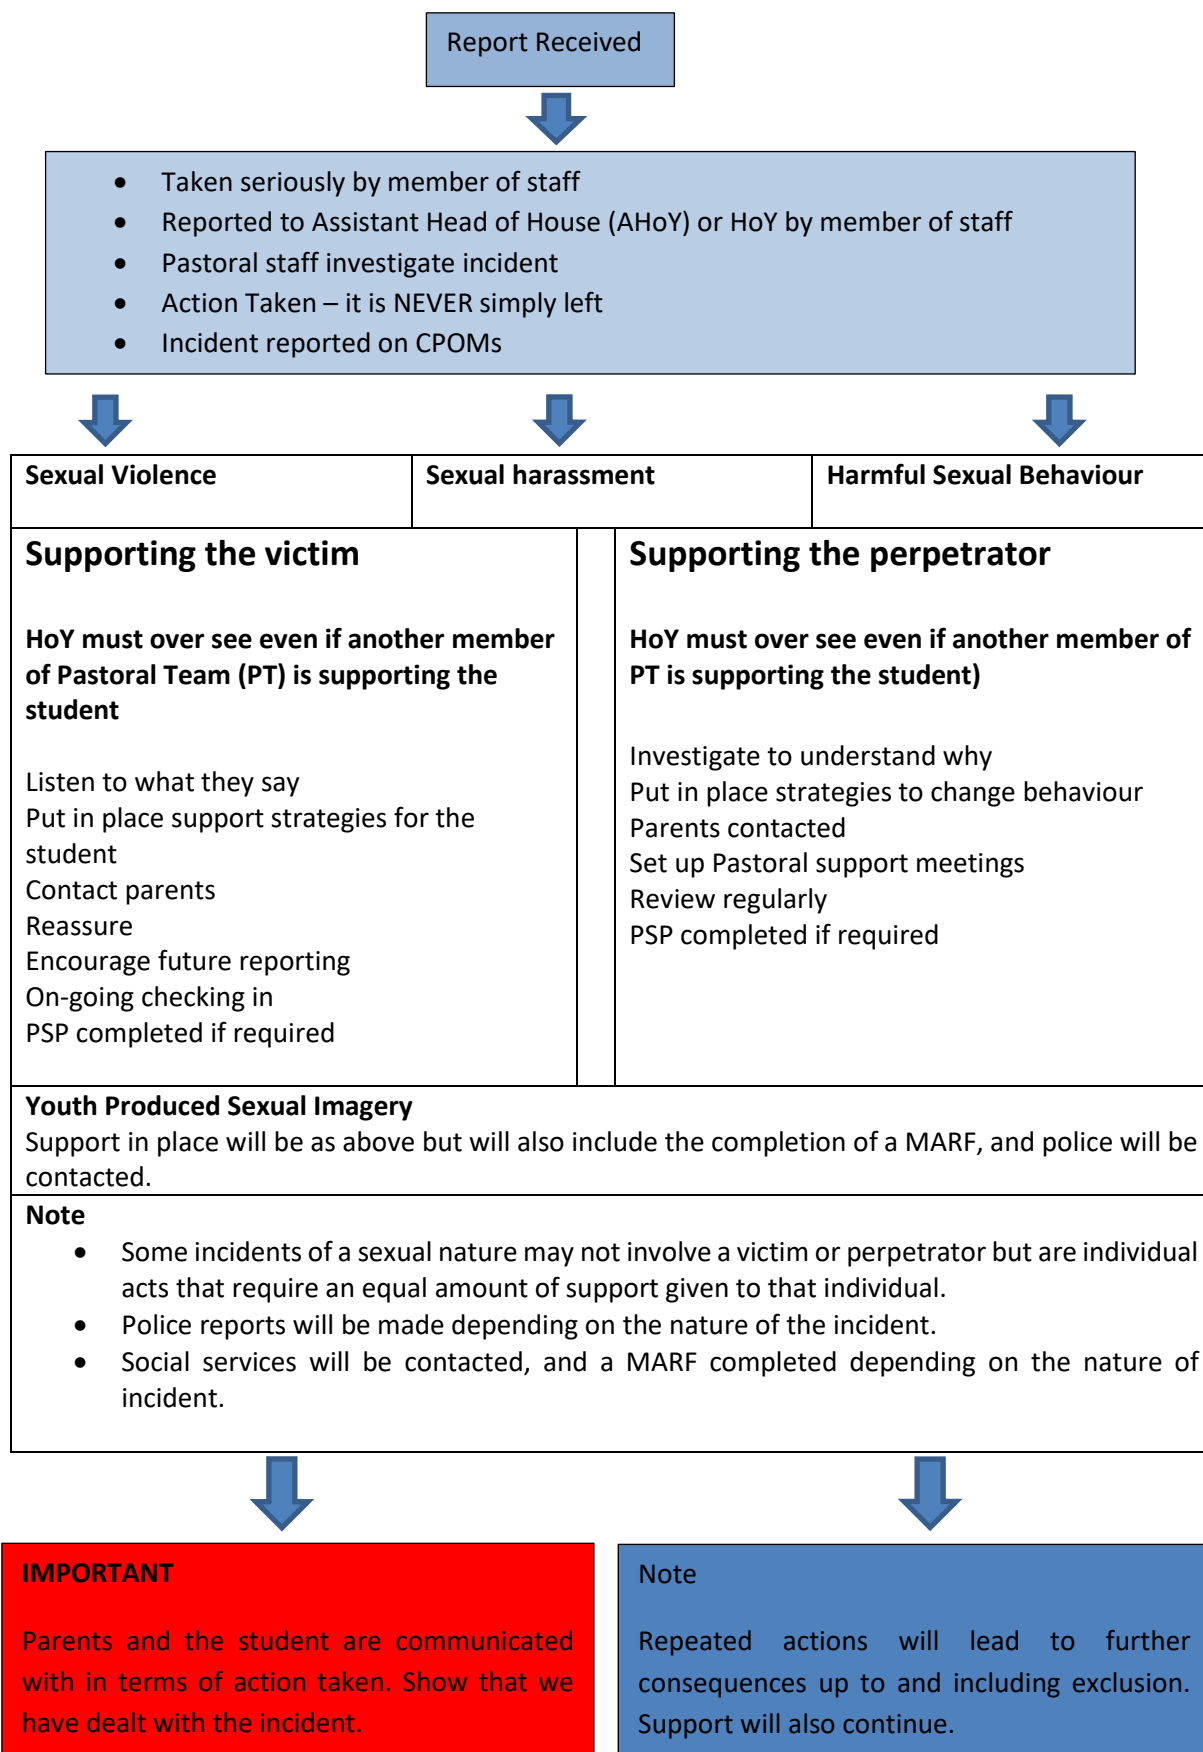 Report Received
• Taken seriously by member of staff
• Reported to Assistant Head of House (AHoY) or HoY by member of staff
• Pastoral staff investigate incident
• Action Taken – it is NEVER simply left
• Incident reported on CPOMs
Sexual Violence
Sexual harassment
Harmful Sexual Behaviour
Supporting the victim
HoY must over see even if another member
of Pastoral Team (PT) is supporting the
student
Listen to what they say
Put in place support strategies for the
student
Contact parents
Reassure
Encourage future reporting
On-going checking in
PSP completed if required
Supporting the perpetrator
HoY must over see even if another member of
PT is supporting the student)
Investigate to understand why
Put in place strategies to change behaviour
Parents contacted
Set up Pastoral support meetings
Review regularly
PSP completed if required
Youth Produced Sexual Imagery
Support in place will be as above but will also include the completion of a MARF, and police will be
contacted.
Note
• Some incidents of a sexual nature may not involve a victim or perpetrator but are individual
acts that require an equal amount of support given to that individual.
• Police reports will be made depending on the nature of the incident.
• Social services will be contacted, and a MARF completed depending on the nature of
incident.
IMPORTANT
Parents and the student are communicated
with in terms of action taken. Show that we
have dealt with the incident.
Note
Repeated actions will lead to further
consequences up to and including exclusion.
Support will also continue.